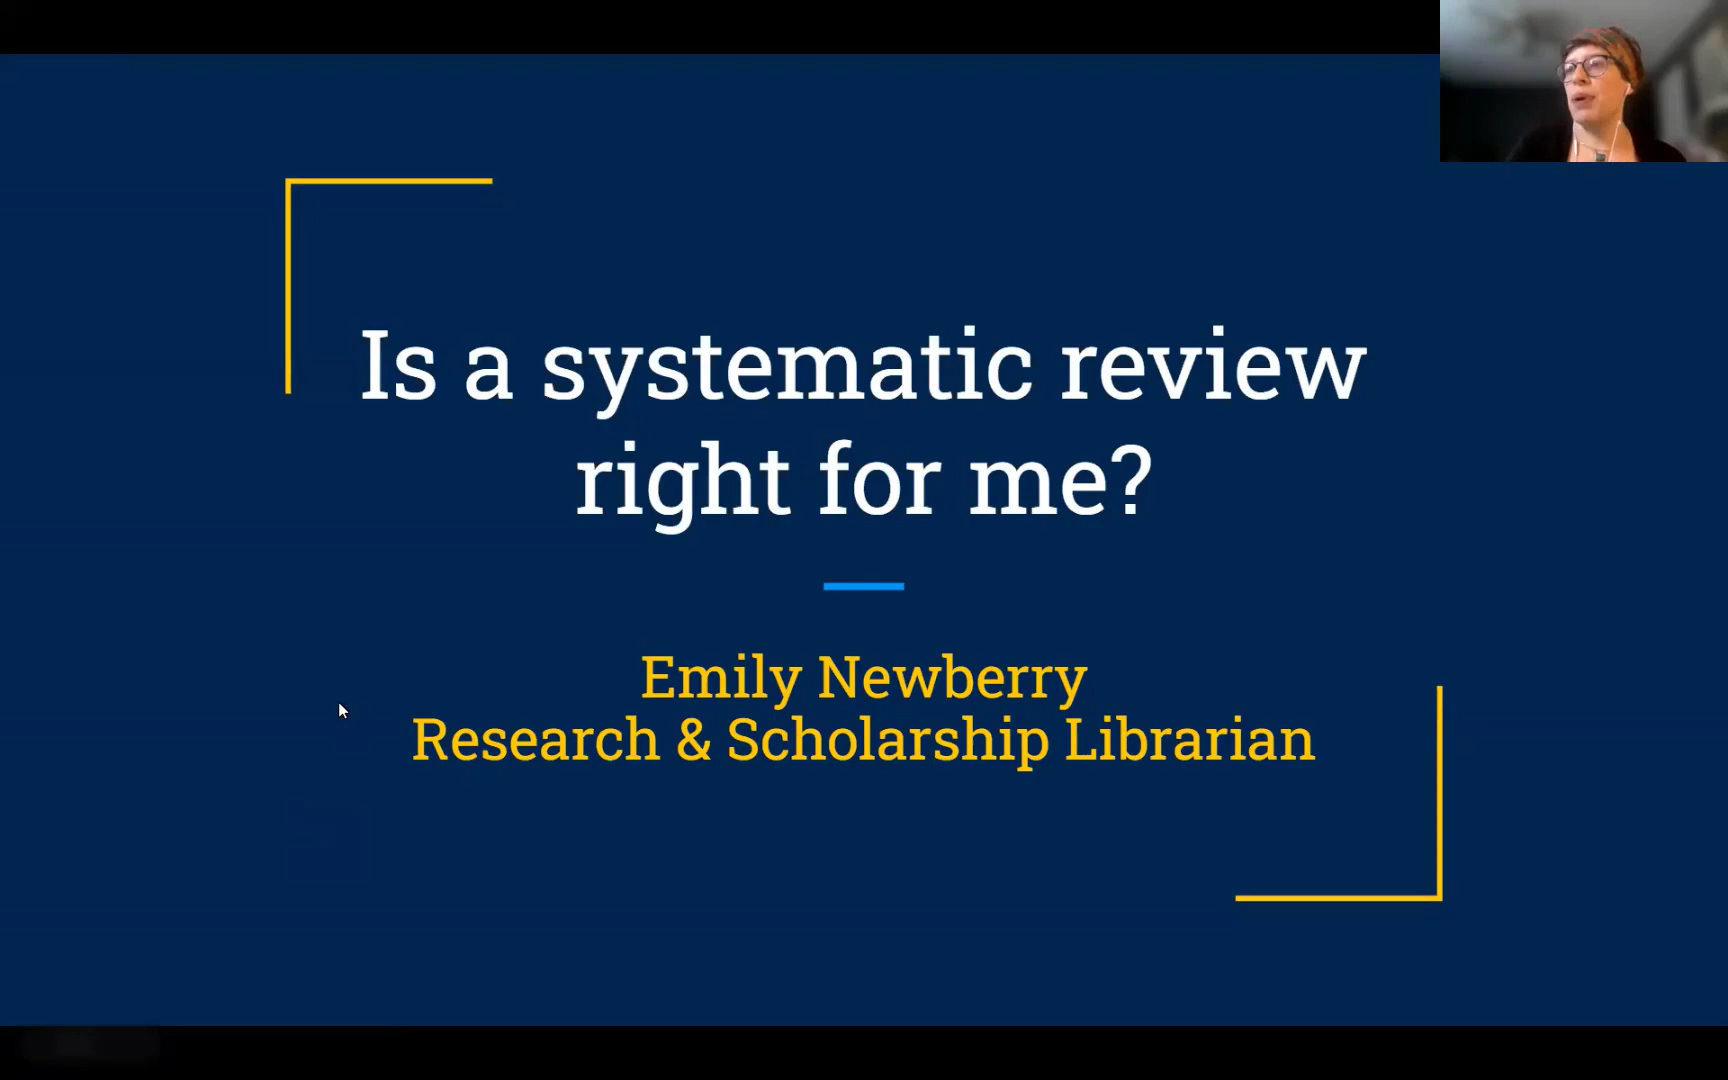 Is a systematic review
right for me?
Emily Newberry
Research & Scholarship Librarian